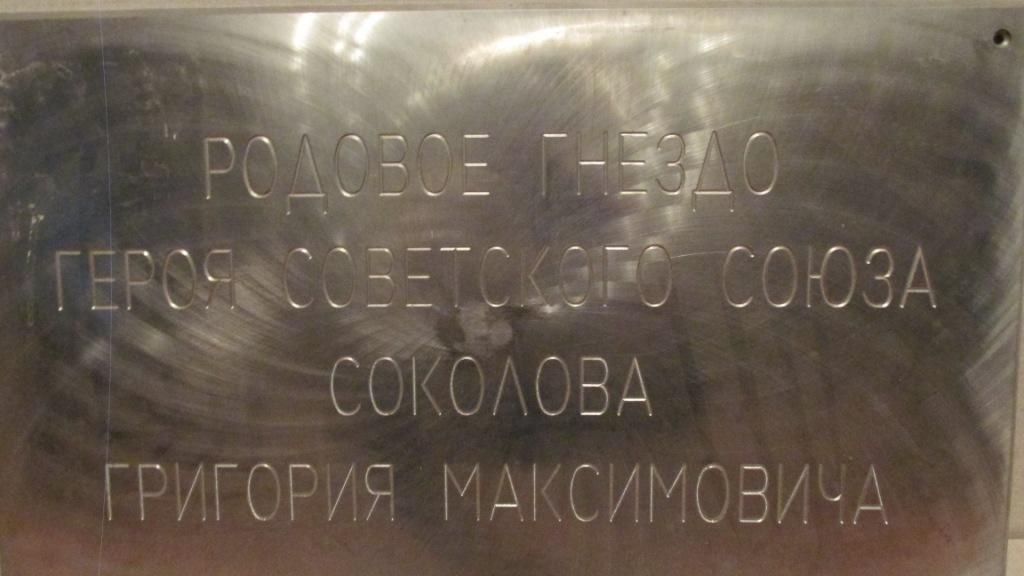 РОДОВОЕ ГНЕЗДО
ГЕРОЯ СОВЕТСКОГО СОЮЗА
СОКОЛОВА
ГРИГОРИЯ МАКСИМОВИЧА